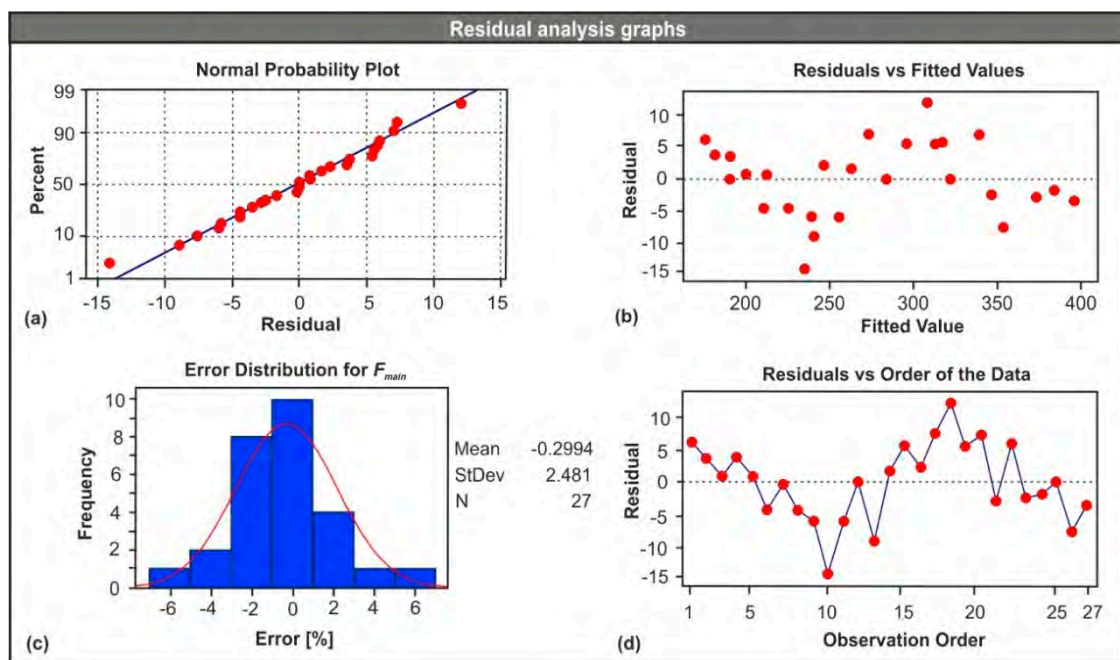 Residual analysis graphs
Normal Probability Plot
99
90
50
10
1
Percent
-15
-10
-5
0
5
10
15
Residual
(a)
Residuals vs Fitted Values
10
5
0
-5
-10
-15
Residual
200
250
300
350
400
Fitted Value
(b)
Error Distribution for F main
10
8
6
4
2
0
Frequency
-6
-4
-2
0
2
4
6
Error [%]
(c)
Mean -0.2994
StDev 2.481
N 27
Residuals vs Order of the Data
10
5
0
-5
-10
-15
Residual
1
5
10
15
20
25
27
Observation Order
(d)